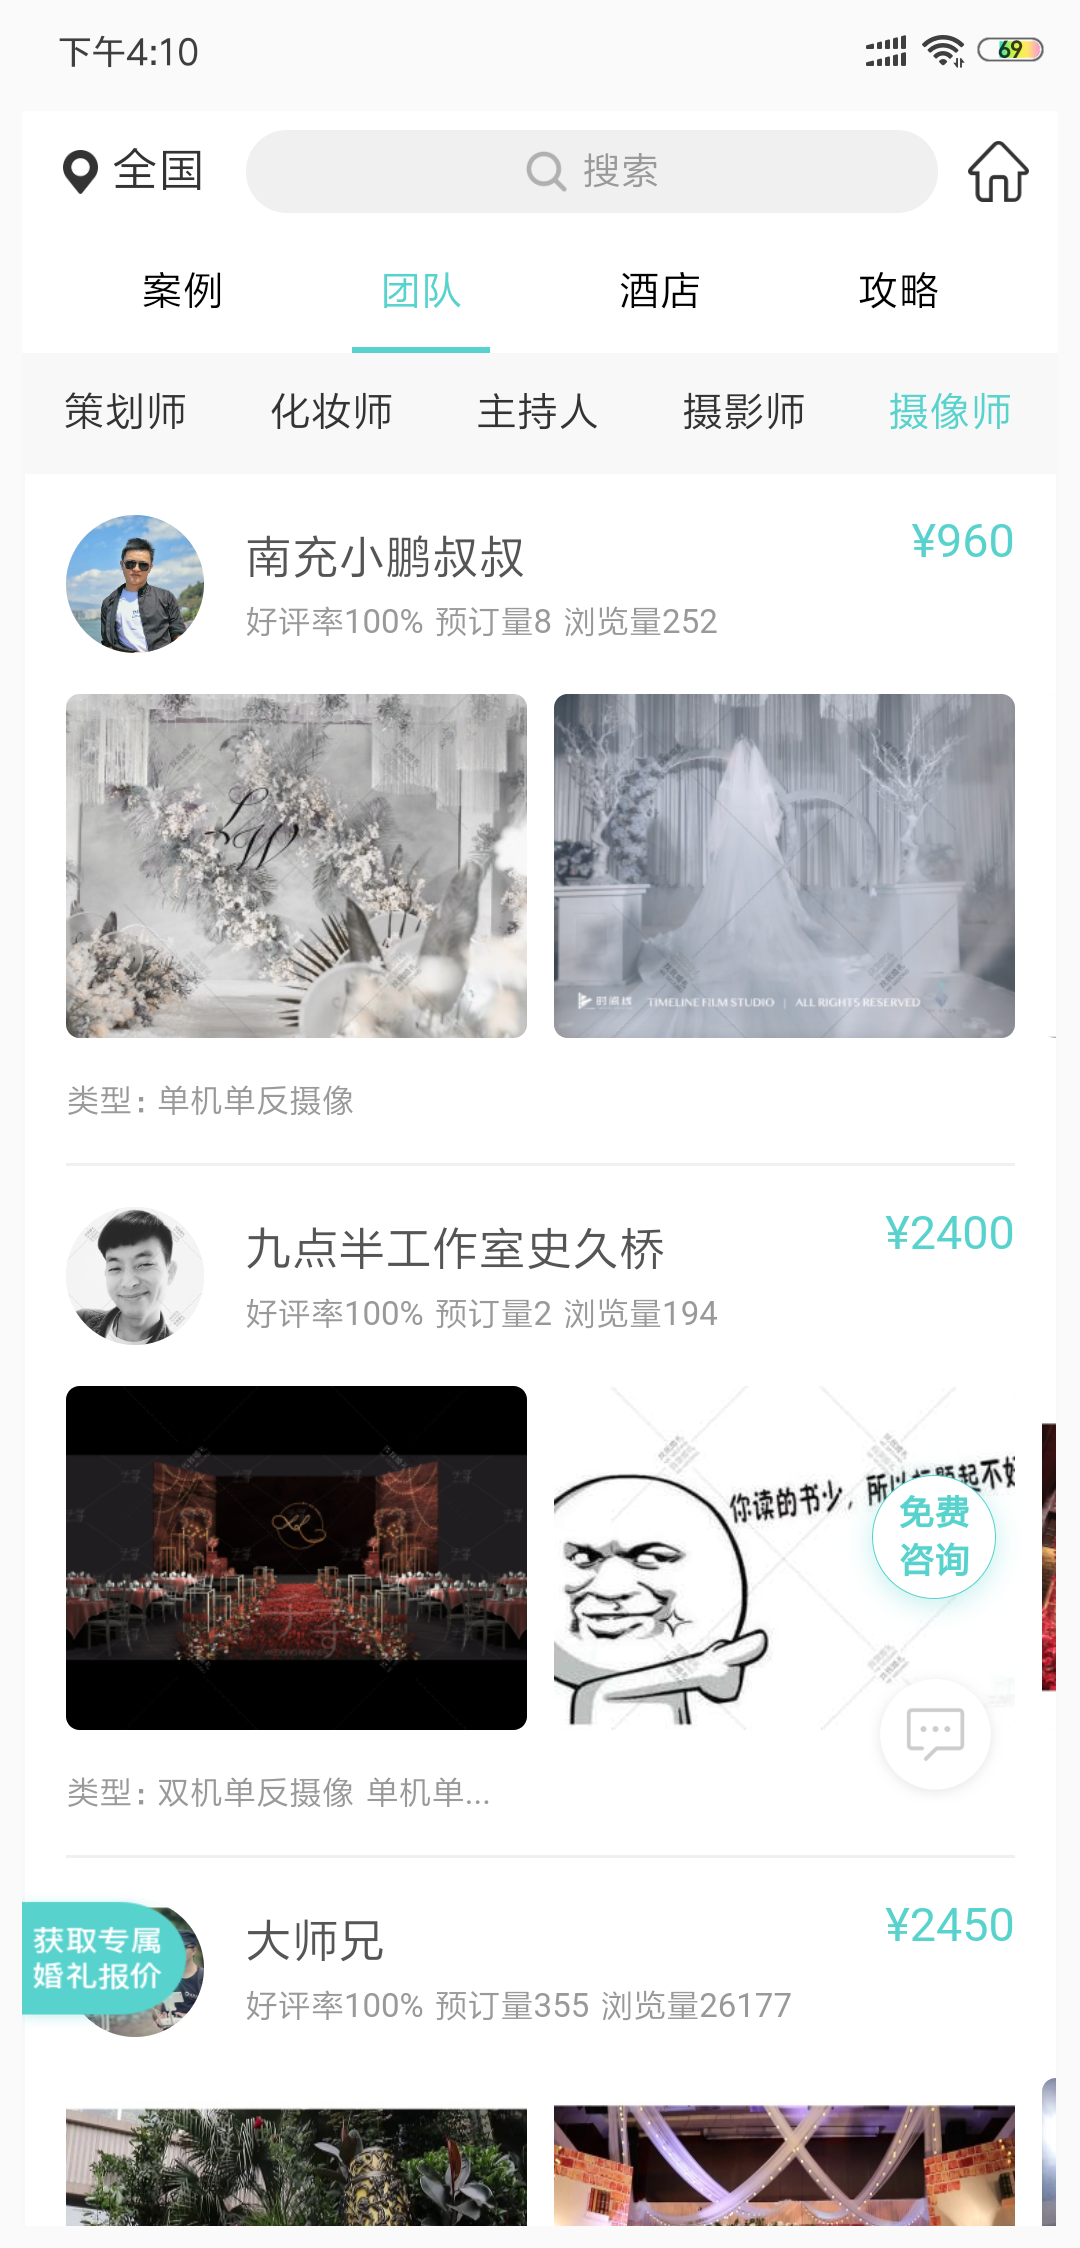 下午4:10
69
全国
搜索
案例 团队 酒店 攻略
策划师 化妆师 主持人 摄影师 摄像师
南充小鹏叔叔
¥960
好评率100% 预订量8 浏览量252
LW
时间线 TIMELINE FILM STUDIO | ALL RIGHTS RESERVED
类型：单机单反摄像
九点半工作室史久桥
¥2400
好评率100% 预订量2 浏览量194
你读的书少，所以标题起不好
免费
咨询
类型：双机单反摄像 单机单...
获取专属
婚礼报价
大师兄
¥2450
好评率100% 预订量355 浏览量26177